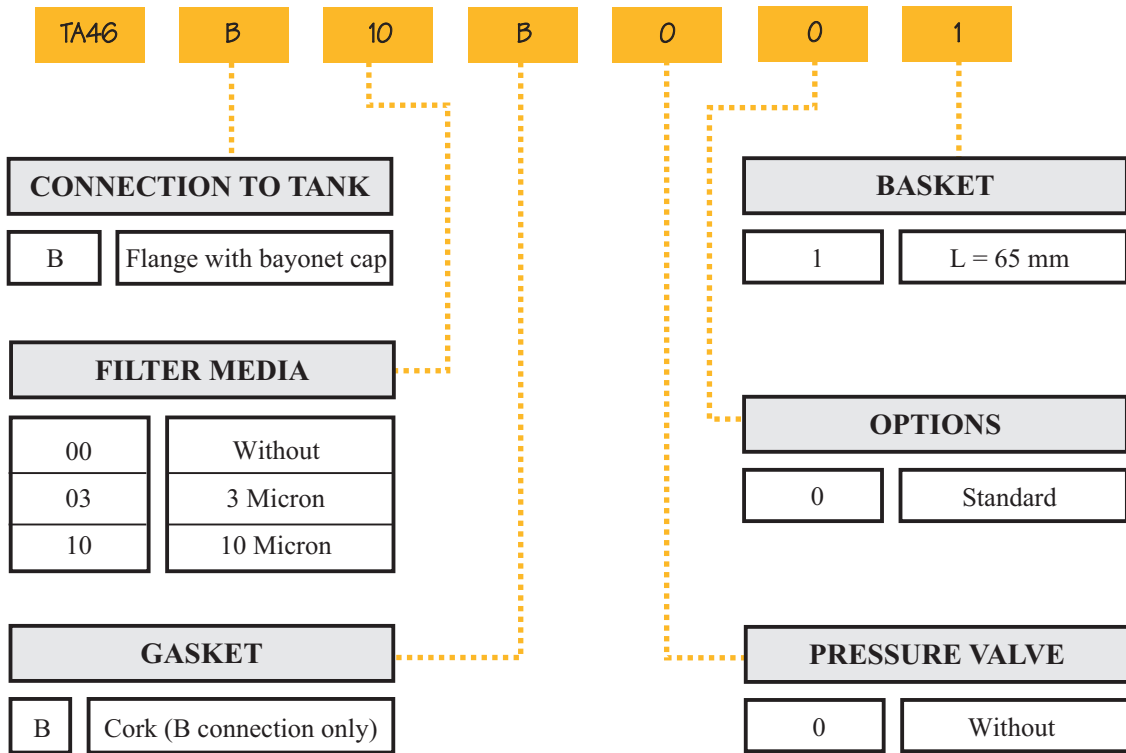 TA46 B 10 B 0 0 1
CONNECTION TO TANK
B Flange with bayonet cap
FILTER MEDIA
00 Without
03 3 Micron
10 10 Micron
GASKET
B Cork (B connection only)
BASKET
1 L = 65 mm
OPTIONS
0 Standard
PRESSURE VALVE
0 Without